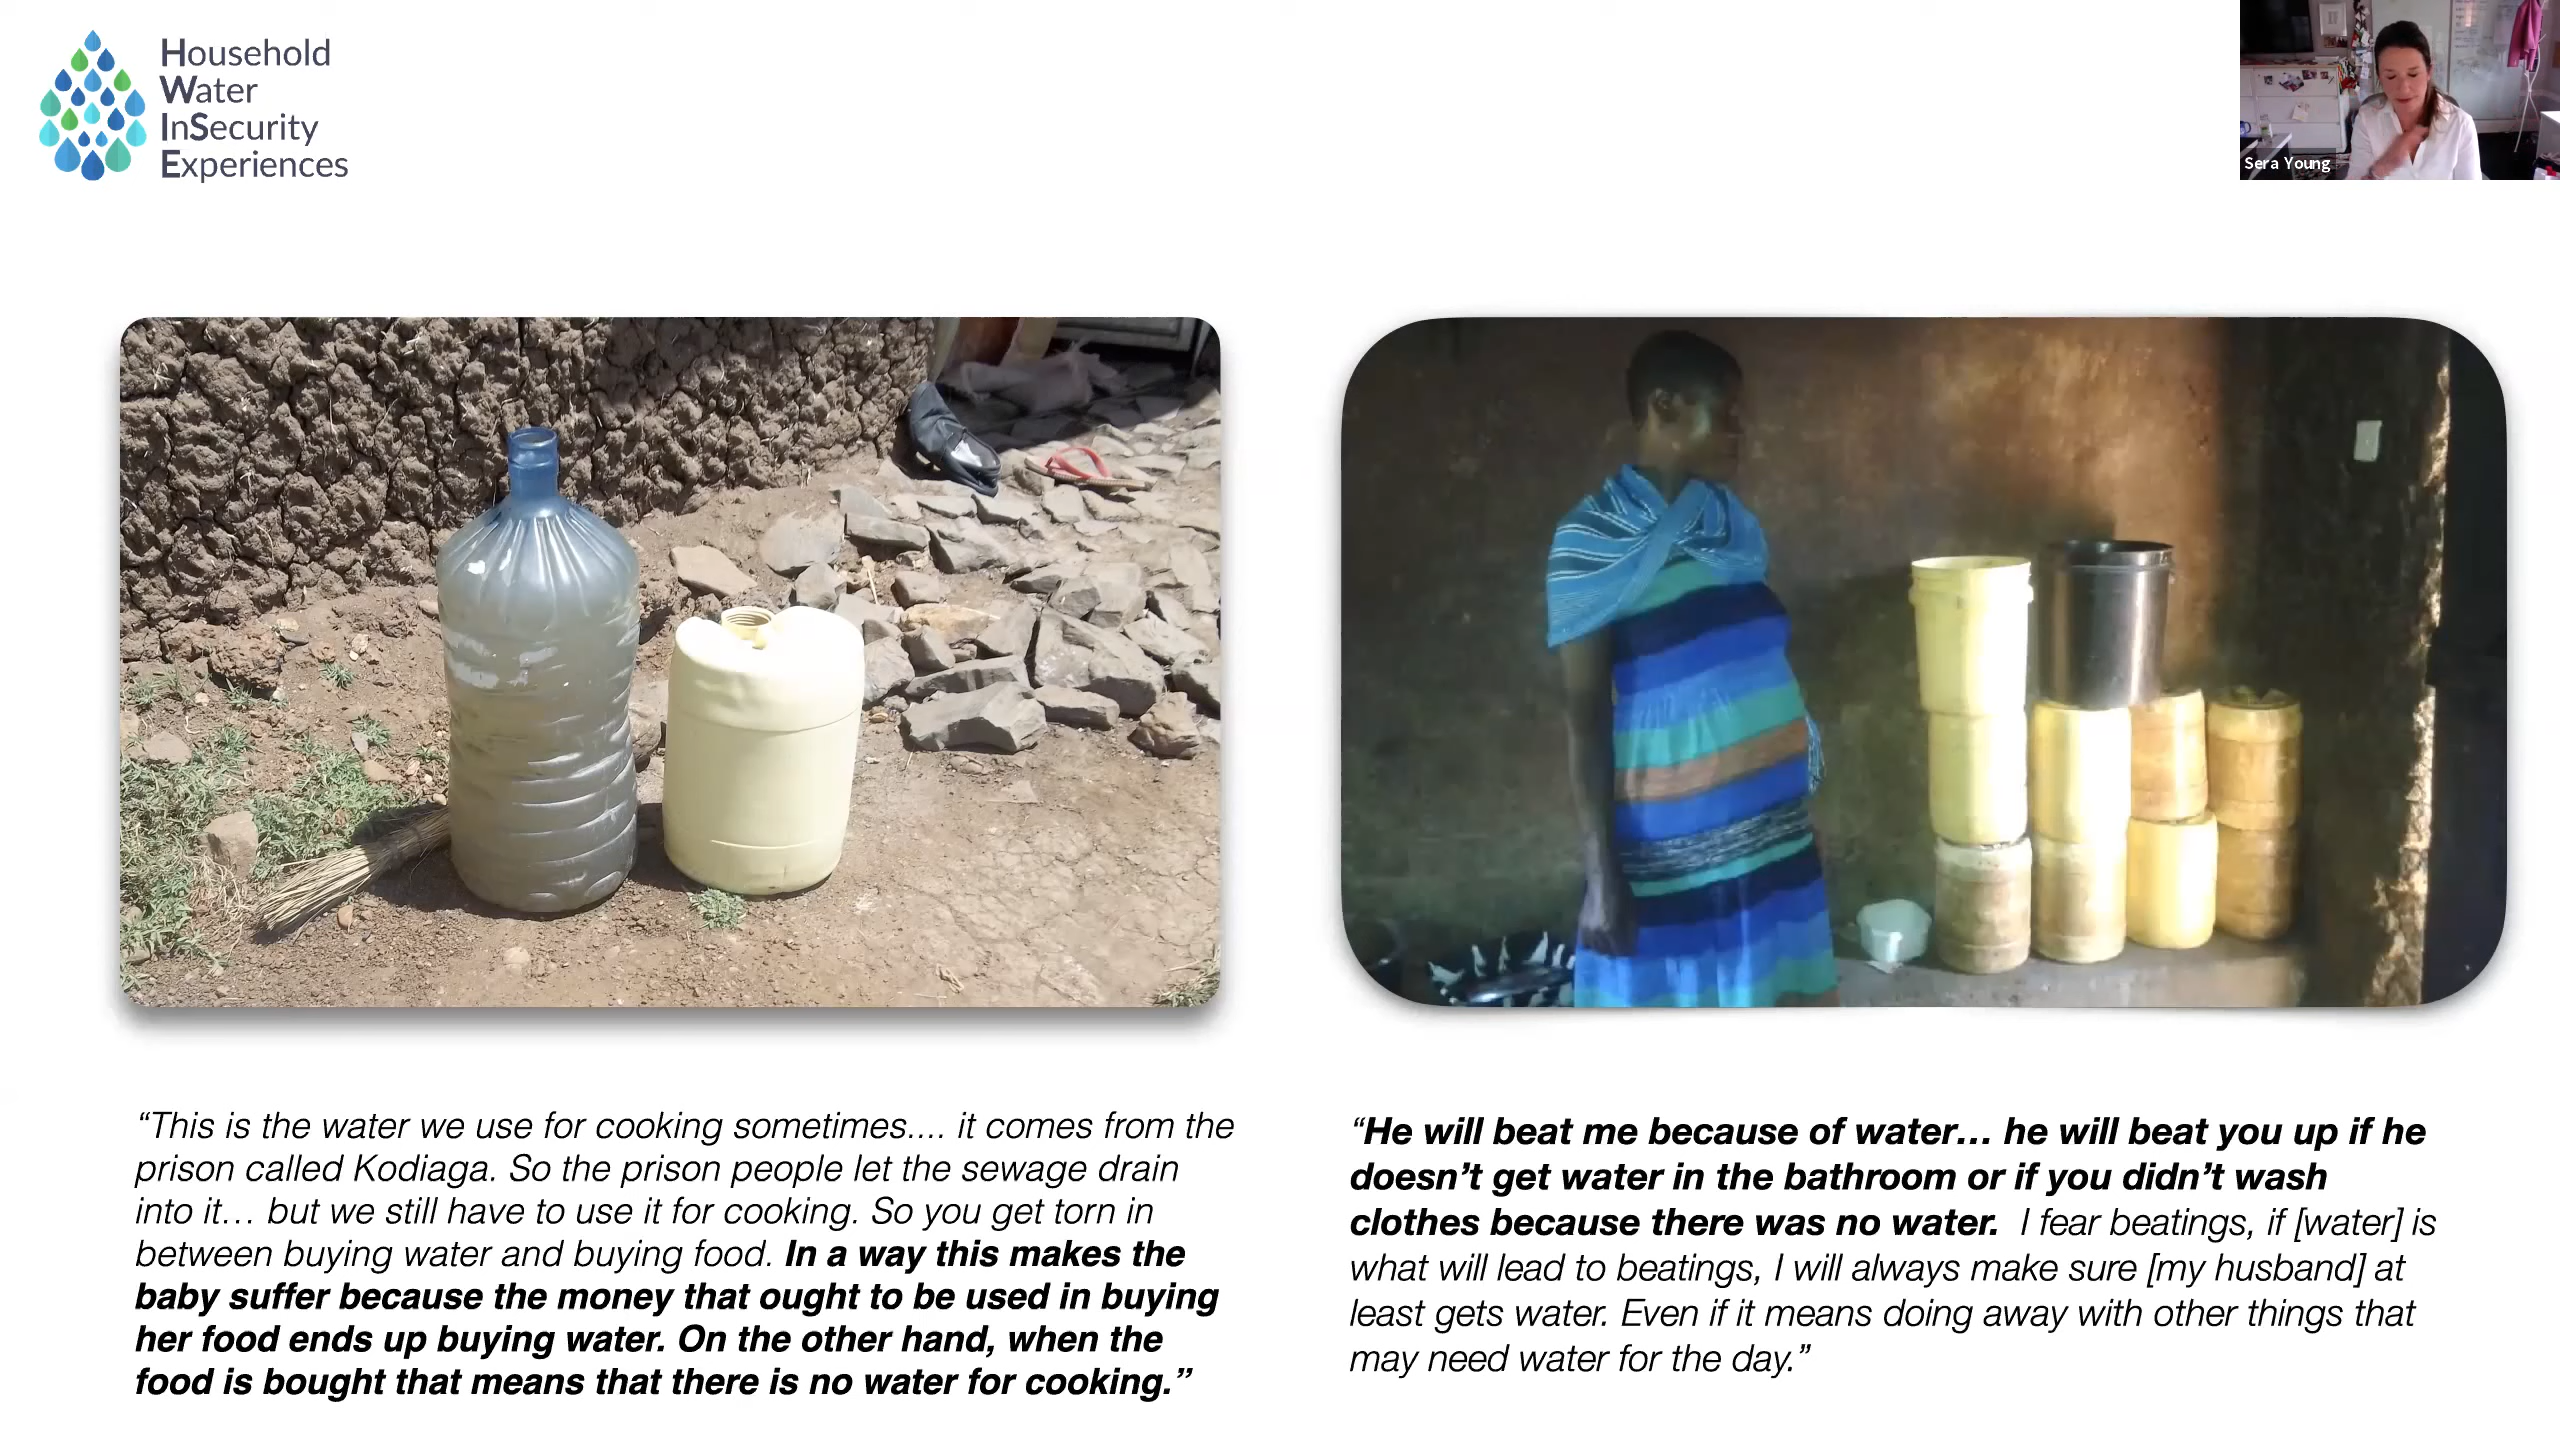 Household
Water
InSecurity
Experiences
Sera Young
“This is the water we use for cooking sometimes.... it comes from the
prison called Kodiaga. So the prison people let the sewage drain
into it… but we still have to use it for cooking. So you get torn in
between buying water and buying food. In a way this makes the
baby suffer because the money that ought to be used in buying
her food ends up buying water. On the other hand, when the
food is bought that means that there is no water for cooking.”
“He will beat me because of water… he will beat you up if he
doesn’t get water in the bathroom or if you didn’t wash
clothes because there was no water.  I fear beatings, if [water] is
what will lead to beatings, I will always make sure [my husband] at
least gets water. Even if it means doing away with other things that
may need water for the day.”